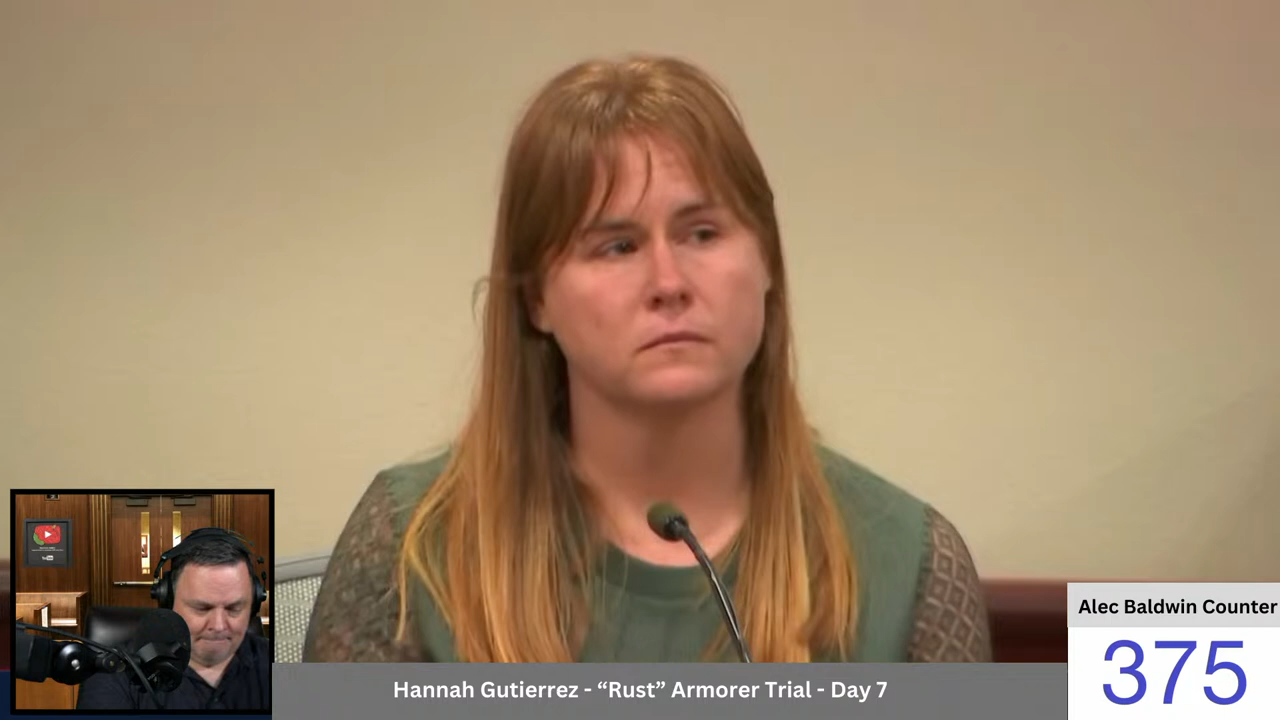 Alec Baldwin Counter
375
Hannah Gutierrez - “Rust” Armorer Trial - Day 7